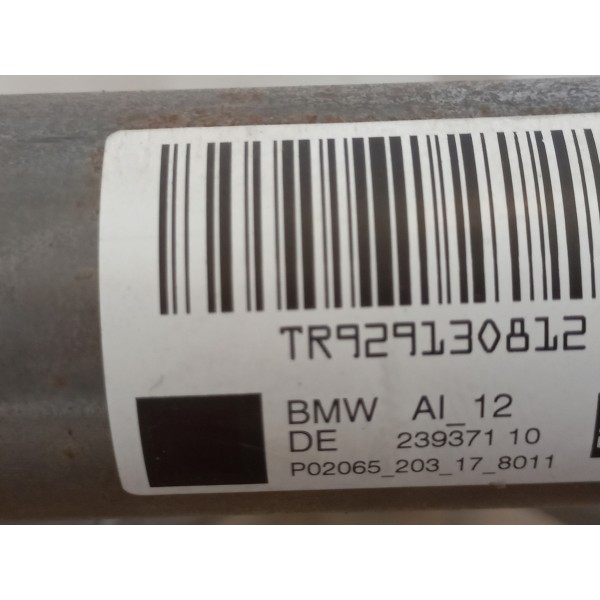 TR929130812
BMW AI_12
DE 239371 10
P02065_203_17_8011